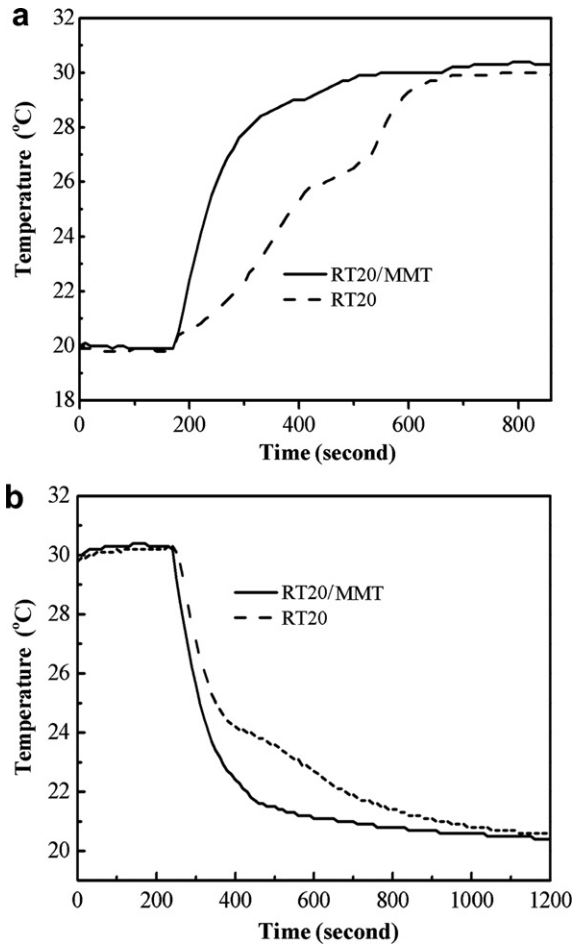 a
32
30
28
26
24
22
20
18
Temperature (°C)
RT20/MMT
RT20
0 200 400 600 800
Time (second)
b
32
30
28
26
24
22
20
Temperature (°C)
RT20/MMT
RT20
0 200 400 600 800 1000 1200
Time (second)